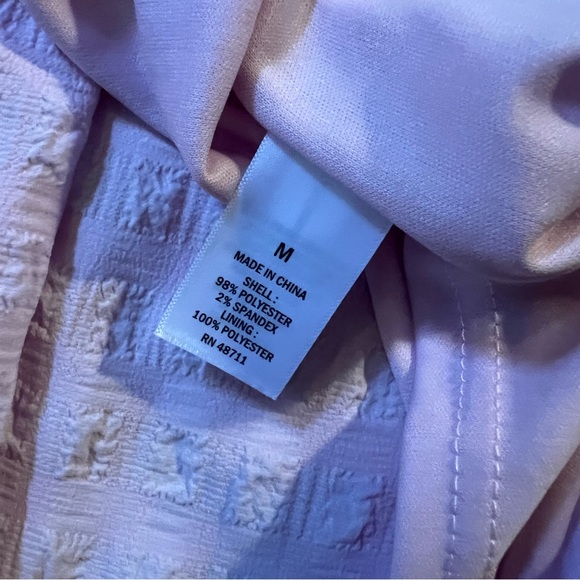 M
MADE IN CHINA
SHELL :
98% POLYESTER
2% SPANDEX
LINING :
100% POLYESTER
RN 48711